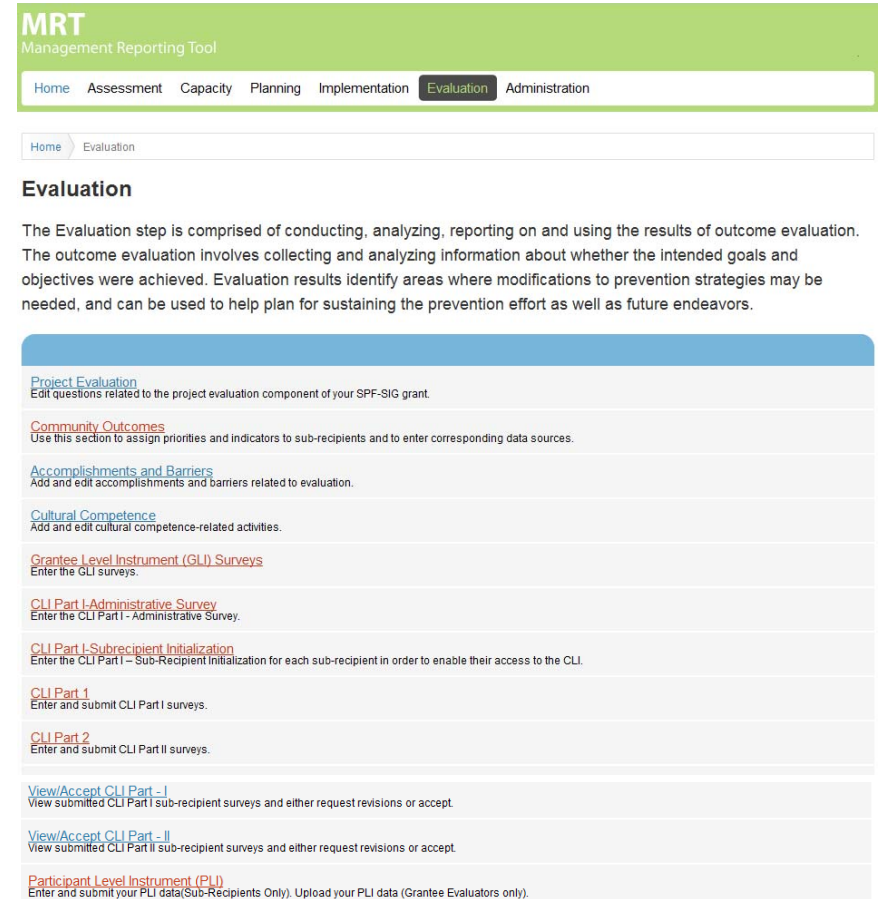 MRT
Management Reporting Tool
Home Assessment Capacity Planning Implementation Evaluation Administration
Home Evaluation
Evaluation
The Evaluation step is comprised of conducting, analyzing, reporting on and using the results of outcome evaluation.
The outcome evaluation involves collecting and analyzing information about whether the intended goals and
objectives were achieved. Evaluation results identify areas where modifications to prevention strategies may be
needed, and can be used to help plan for sustaining the prevention effort as well as future endeavors.
Project Evaluation
Edit questions related to the project evaluation component of your SPF-SIG grant.
Community Outcomes
Use this section to assign priorities and indicators to sub-recipients and to enter corresponding data sources.
Accomplishments and Barriers
Add and edit accomplishments and barriers related to evaluation.
Cultural Competence
Add and edit cultural competence-related activities.
Grantee Level Instrument (GLI) Surveys
Enter the GLI surveys.
CLI Part I-Administrative Survey
Enter the CLI Part I - Administrative Survey.
CLI Part I-Subrecipient Initialization
Enter the CLI Part I – Sub-Recipient Initialization for each sub-recipient in order to enable their access to the CLI.
CLI Part 1
Enter and submit CLI Part I surveys.
CLI Part 2
Enter and submit CLI Part II surveys.
View/Accept CLI Part - I
View submitted CLI Part I sub-recipient surveys and either request revisions or accept.
View/Accept CLI Part - II
View submitted CLI Part II sub-recipient surveys and either request revisions or accept.
Participant Level Instrument (PLI)
Enter and submit your PLI data(Sub-Recipients Only). Upload your PLI data (Grantee Evaluators only).